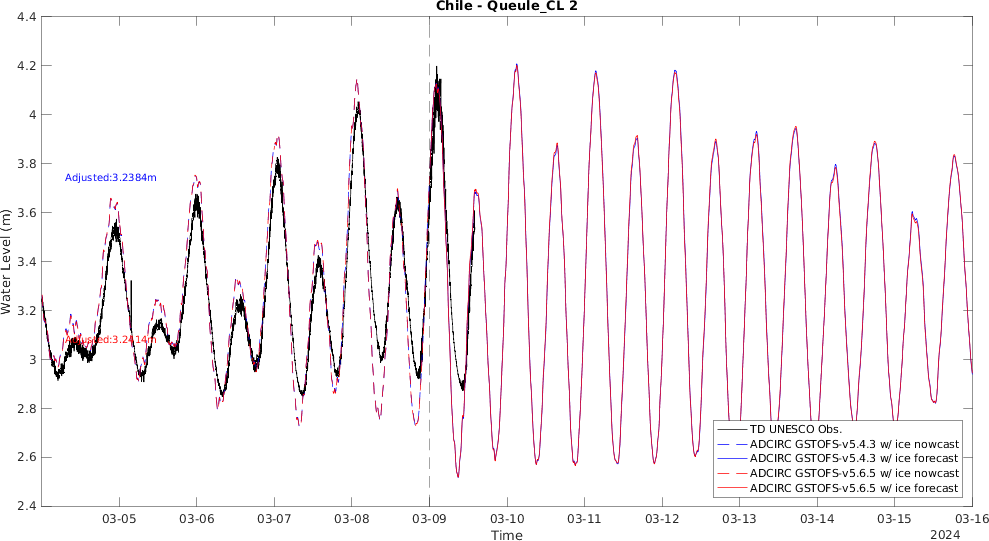 Chile - Queule_CL 2
4.4
4.2
4
3.8
3.6
3.4
3.2
3
2.8
2.6
2.4
Water Level (m)
Adjusted:3.2384m
Adjusted:3.2414m
TD UNESCO Obs.
ADCIRC GSTOFS-v5.4.3 w/ ice nowcast
ADCIRC GSTOFS-v5.4.3 w/ ice forecast
ADCIRC GSTOFS-v5.6.5 w/ ice nowcast
ADCIRC GSTOFS-v5.6.5 w/ ice forecast
03-05 03-06 03-07 03-08 03-09 03-10 03-11 03-12 03-13 03-14 03-15 03-16
Time
2024